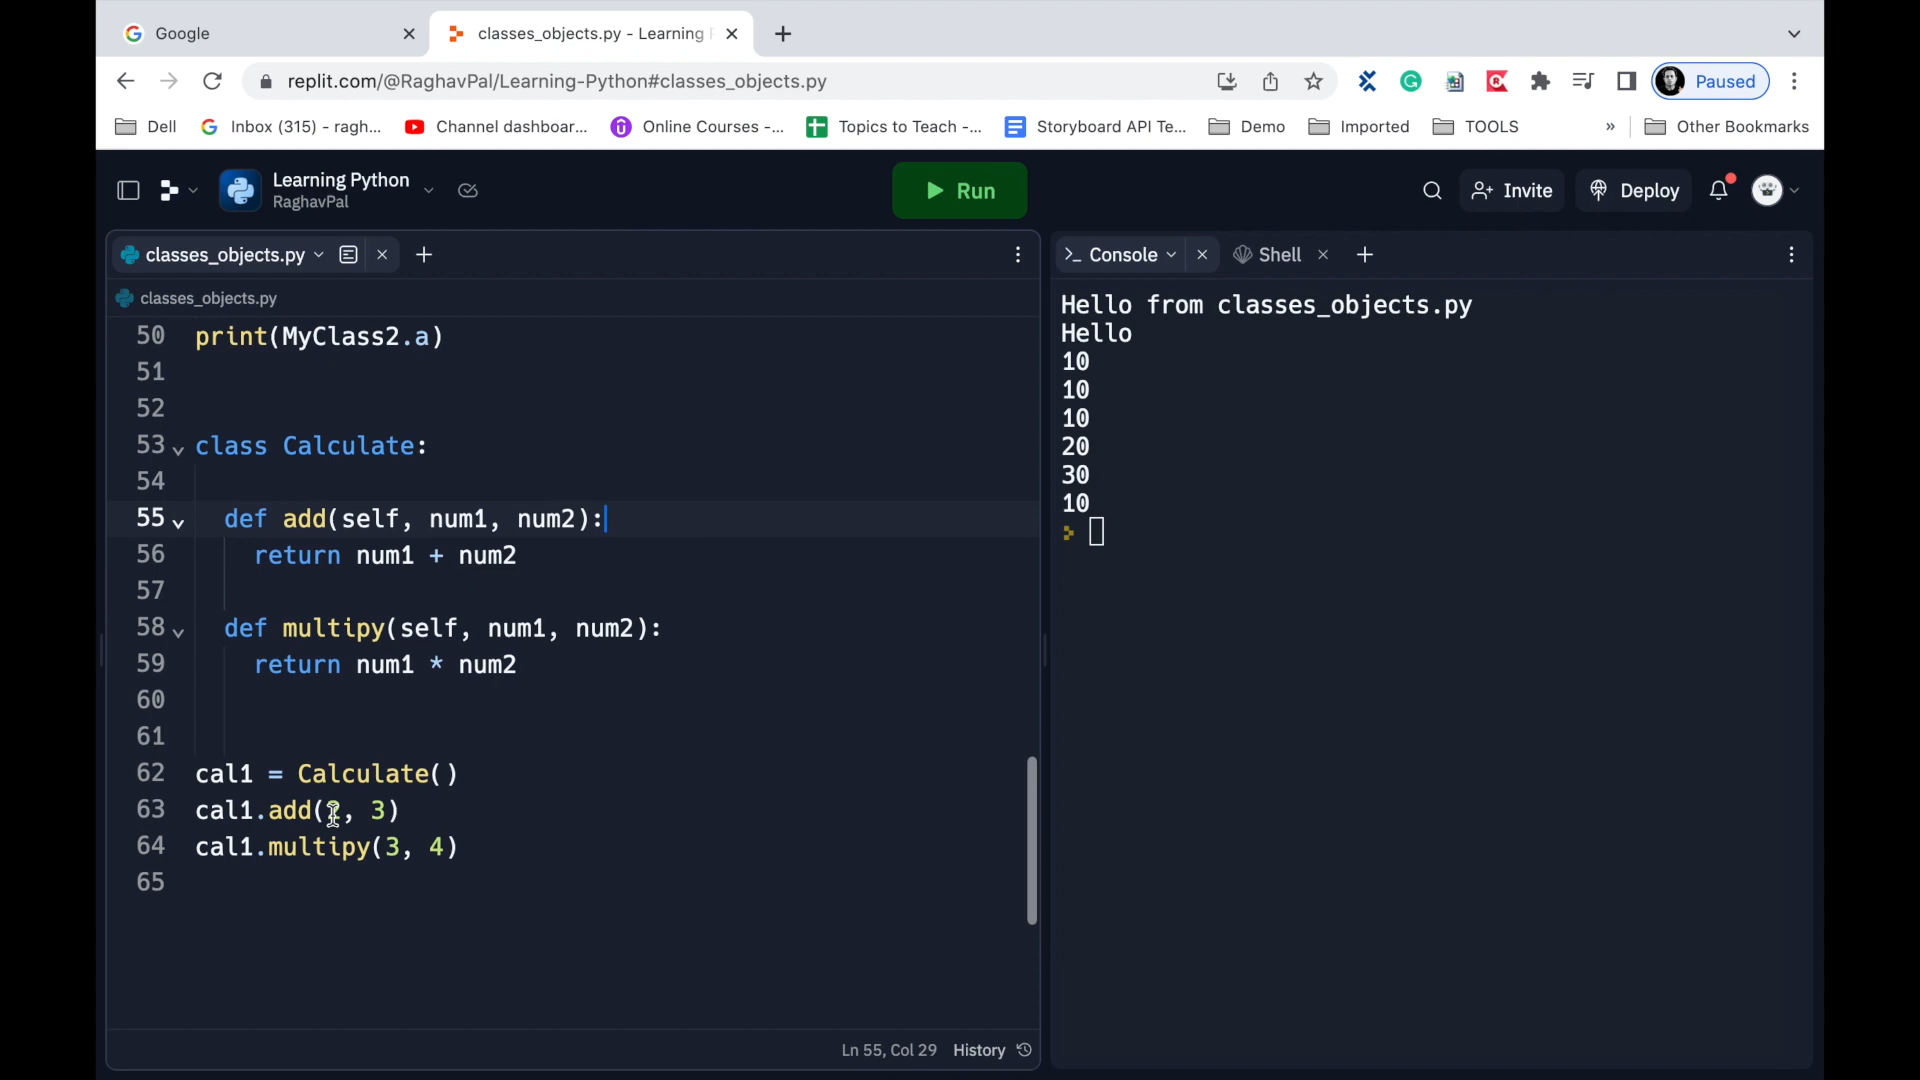 Google
classes_objects.py - Learning P
replit.com/@RaghavPal/Learning-Python#classes_objects.py
Paused
Dell
Inbox (315) - ragh...
Channel dashboar...
Online Courses -...
Topics to Teach -...
Storyboard API Te...
Demo
Imported
TOOLS
»
Other Bookmarks
Learning Python
RaghavPal
Run
Invite
Deploy
classes_objects.py
Console
Shell
classes_objects.py
50 print(MyClass2.a)
51
52
53 class Calculate:
54
55 def add(self, num1, num2):
56 return num1 + num2
57
58 def multipy(self, num1, num2):
59 return num1 * num2
60
61
62 cal1 = Calculate()
63 cal1.add( , 3)
64 cal1.multipy(3, 4)
65
Ln 55, Col 29 History
Hello from classes_objects.py
Hello
10
10
10
20
30
10